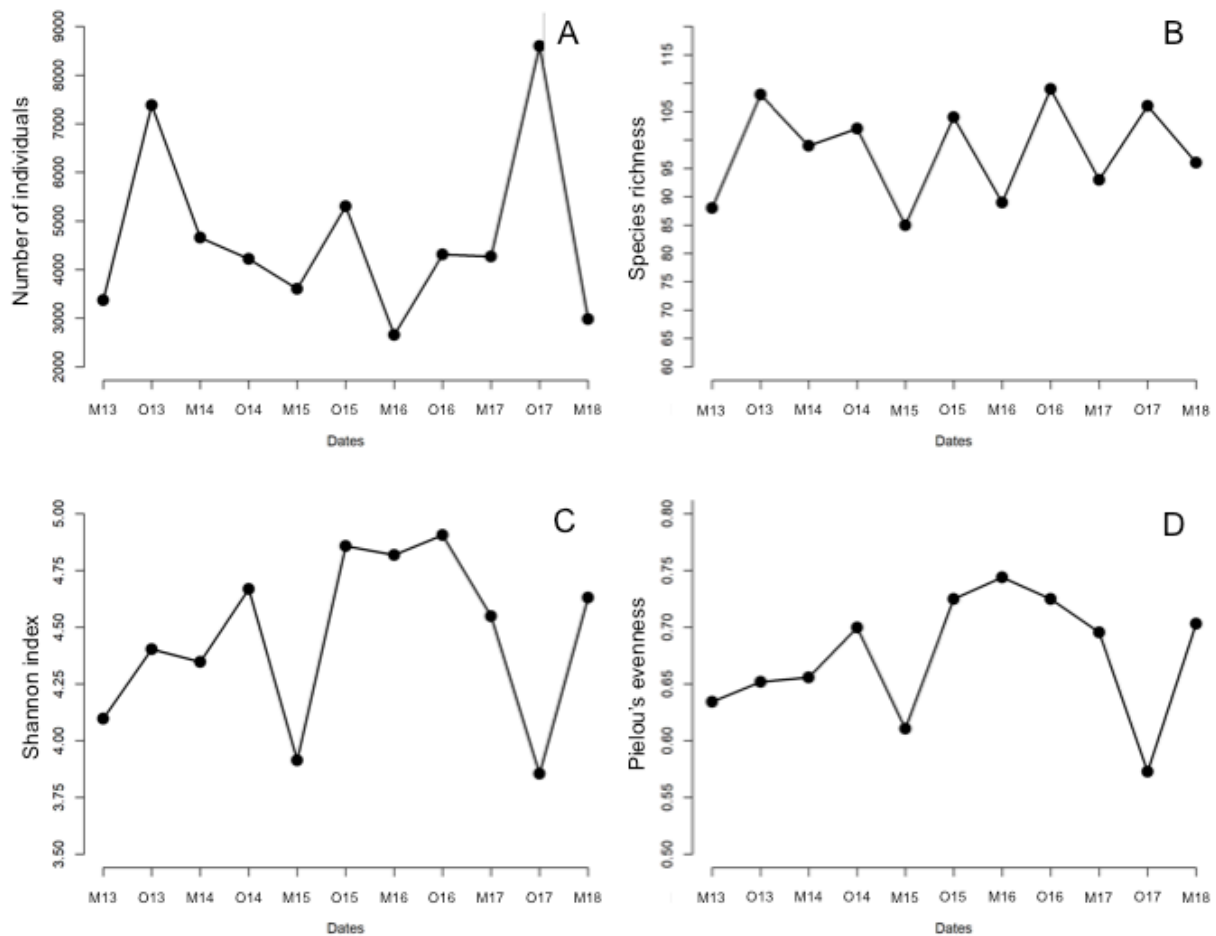 A
Number of individuals
9000
8000
7000
6000
5000
4000
3000
2000
M13 O13 M14 O14 M15 O15 M16 O16 M17 O17 M18
Dates
B
Species richness
115
105
95
90
85
80
75
70
65
60
M13 O13 M14 O14 M15 O15 M16 O16 M17 O17 M18
Dates
C
Shannon index
5.00
4.75
4.50
4.25
4.00
3.75
3.50
M13 O13 M14 O14 M15 O15 M16 O16 M17 O17 M18
Dates
D
Pielou's evenness
0.80
0.75
0.70
0.65
0.60
0.55
0.50
M13 O13 M14 O14 M15 O15 M16 O16 M17 O17 M18
Dates